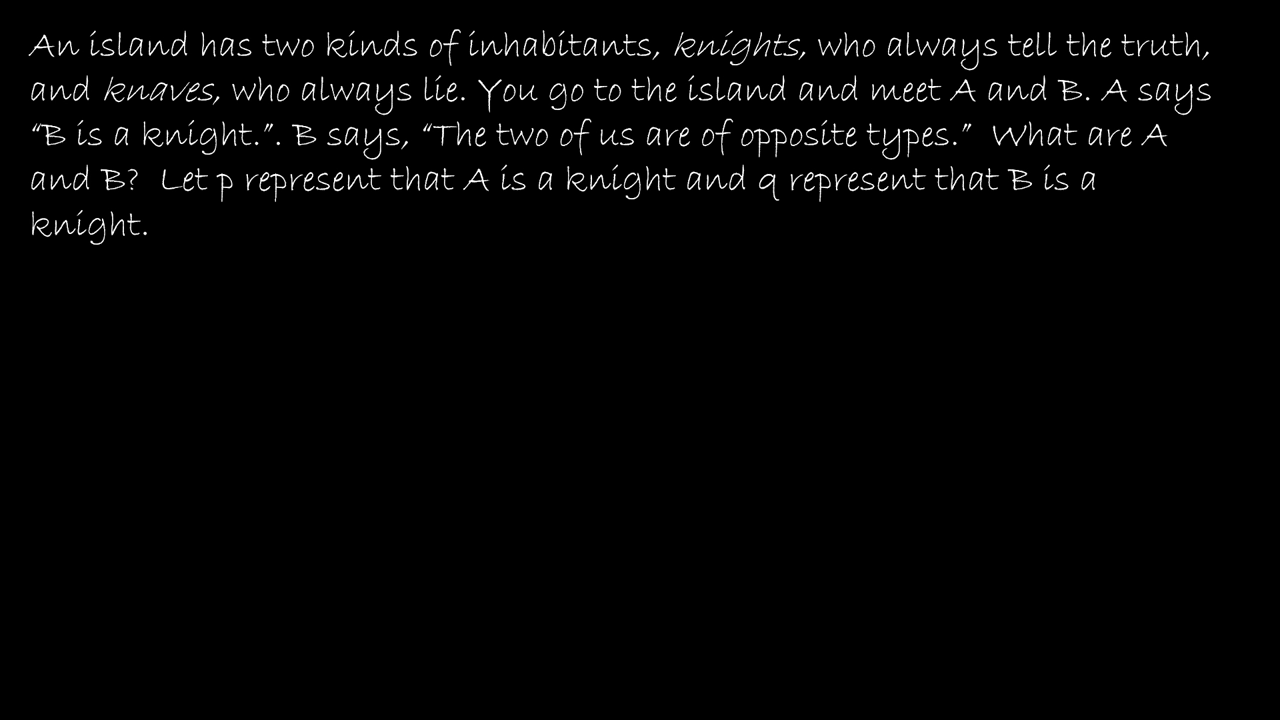 An island has two kinds of inhabitants, knights, who always tell the truth,
and knaves, who always lie. You go to the island and meet A and B. A says
“B is a knight.”. B says, “The two of us are of opposite types.” What are A
and B? Let p represent that A is a knight and q represent that B is a
knight.